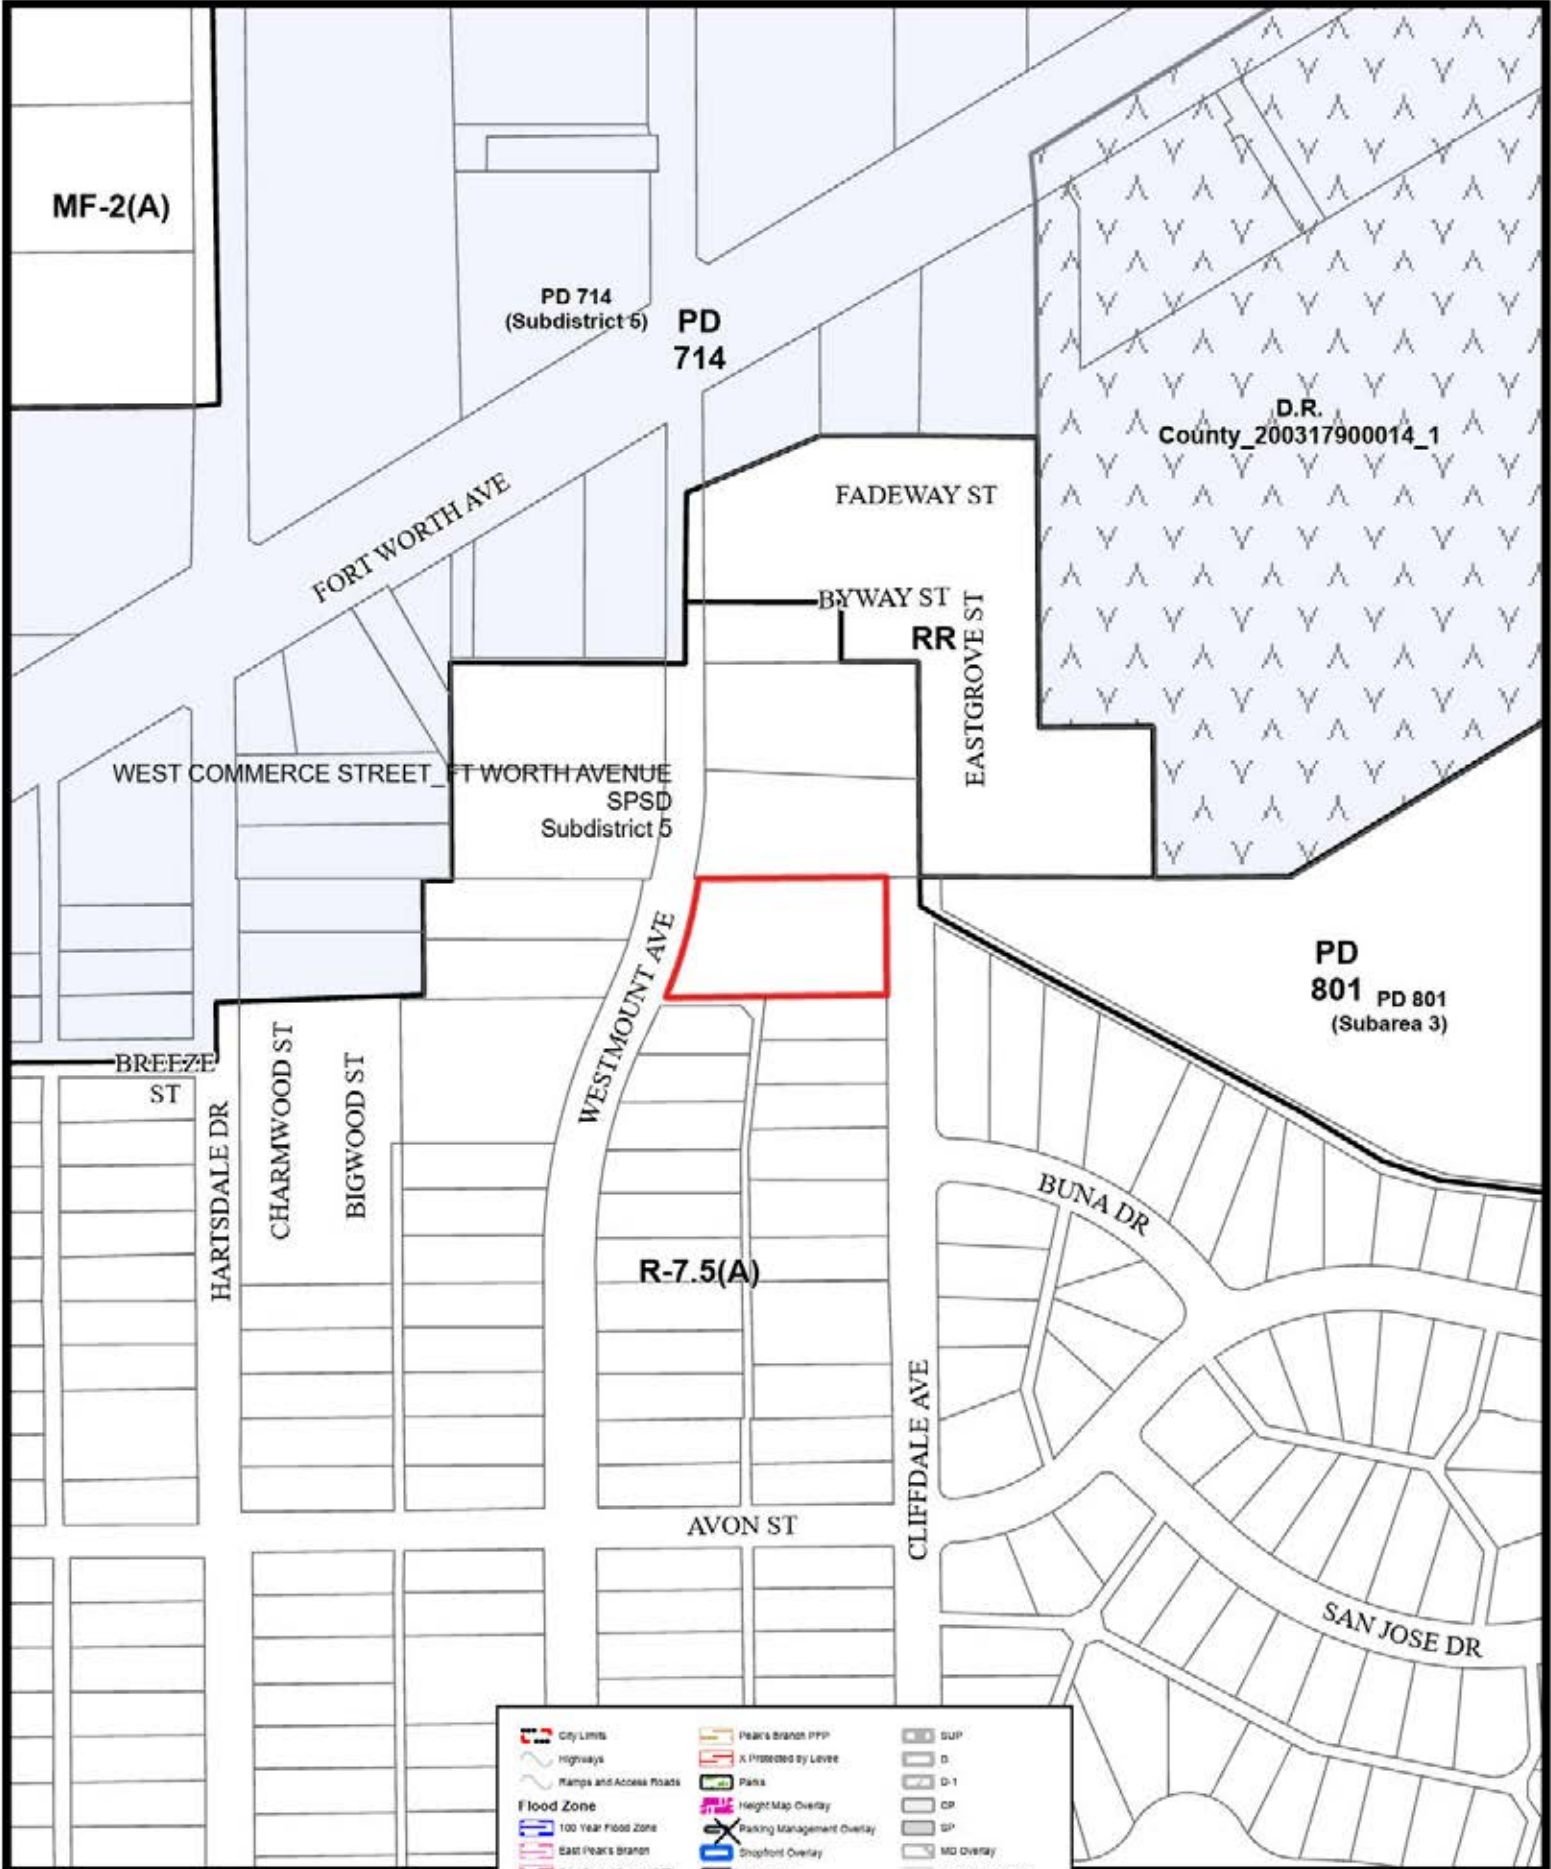 MF-2(A)
PD 714
(Subdistrict 5)
PD
714
D.R.
County_200317900014_1
FORT WORTH AVE
FADEWAY ST
BYWAY ST
RR
EASTGROVE ST
WEST COMMERCE STREET_FT WORTH AVENUE
SPSD
Subdistrict 5
WESTMOUNT AVE
PD
801
PD 801
(Subarea 3)
BREEZE
ST
HARTSDALE DR
CHARMWOOD ST
BIGWOOD ST
BUNA DR
R-7.5(A)
CLIFFDALE AVE
AVON ST
SAN JOSE DR
City Limits
Highways
Ramps and Access Roads
Flood Zone
100 Year Flood Zone
East Peak's Branch
Peak's Branch PPP
X Protected by Levee
Parks
Height Map Overlay
Parking Management Overlay
Shopfront Overlay
SUP
D
D-1
CP
SP
MD Overlay